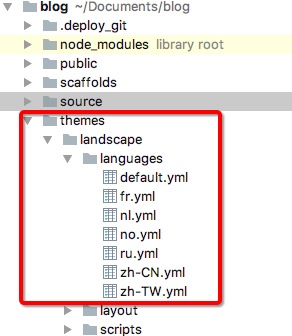 blog ~/Documents/blog
.deploy_git
node_modules library root
public
scaffolds
source
themes
landscape
languages
default.yml
fr.yml
nl.yml
no.yml
ru.yml
zh-CN.yml
zh-TW.yml
layout
scripts